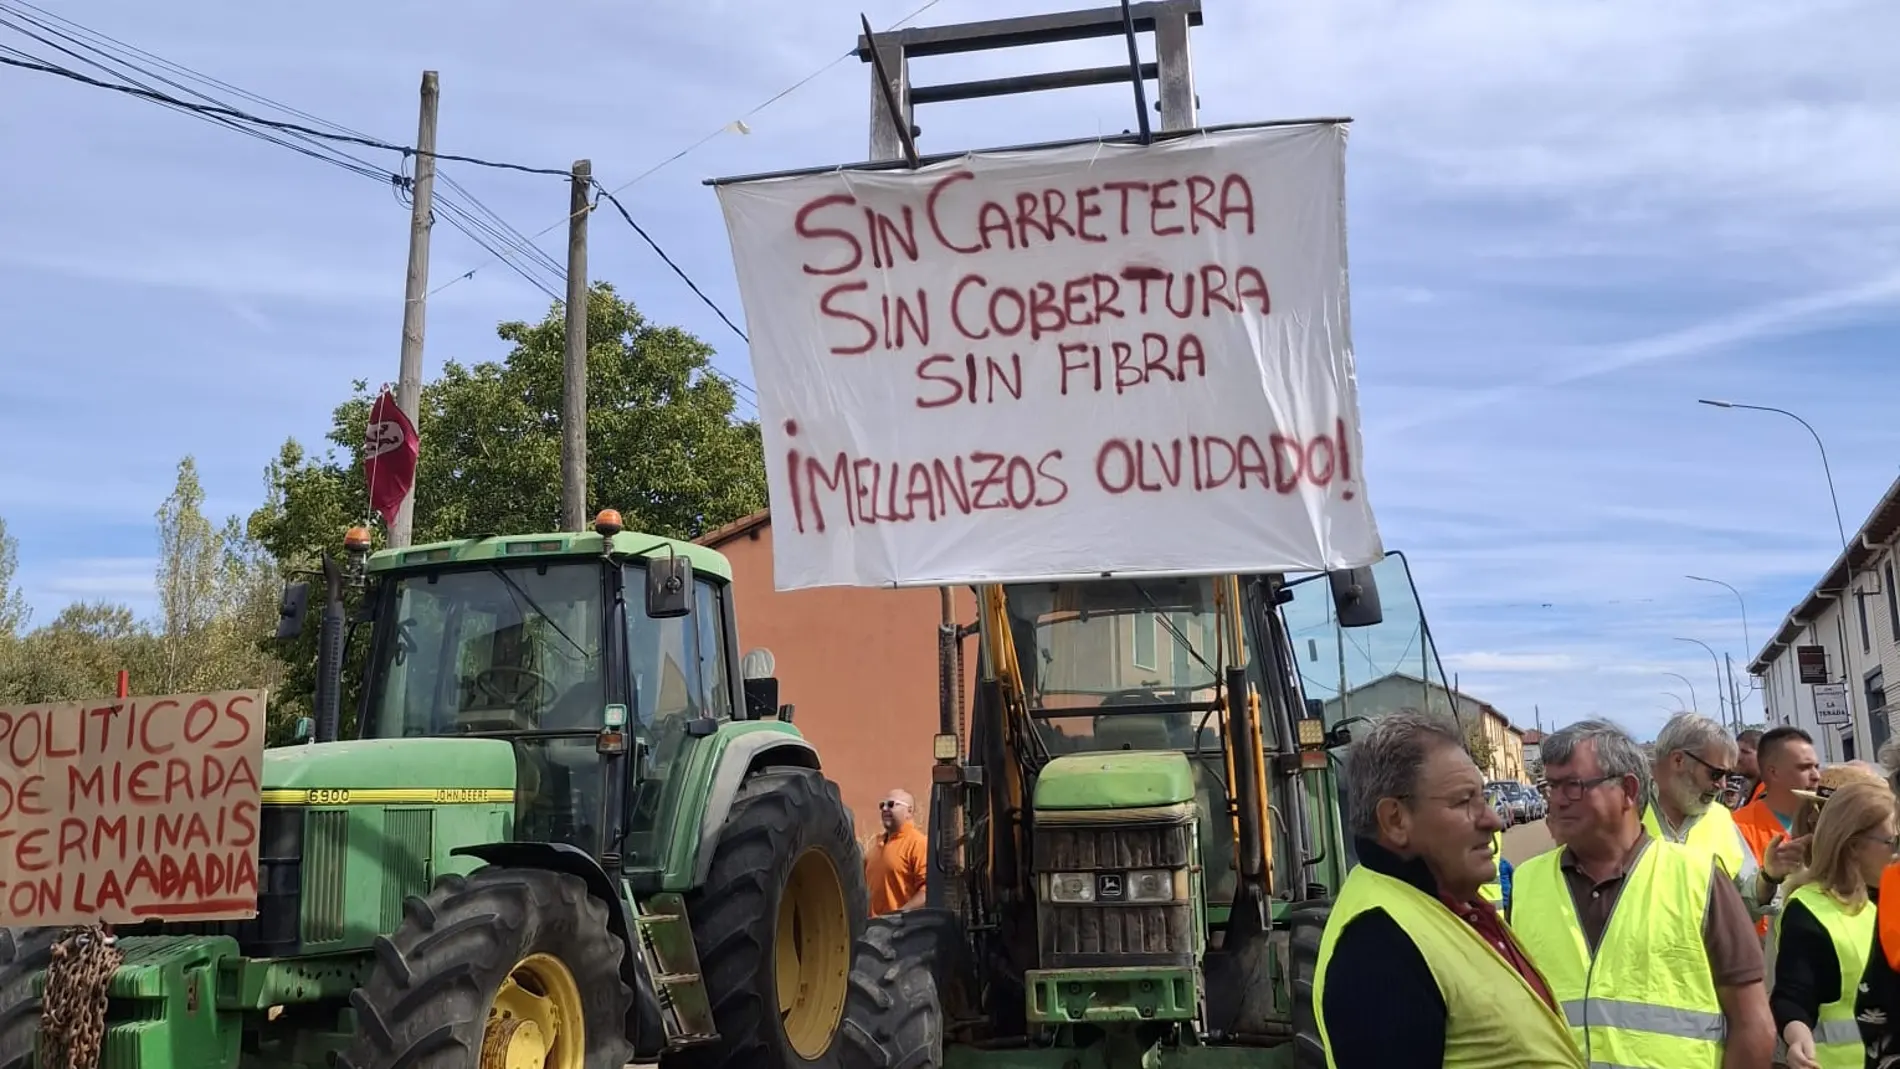 SIN CARRETERA
SIN COBERTURA
SIN FIBRA
¡MELLANZOS OLVIDADO!
POLITICOS
DE MIERDA
TERMINAIS
CON LA ABADIA
6900
JOHN DEERE
LA
TENADA